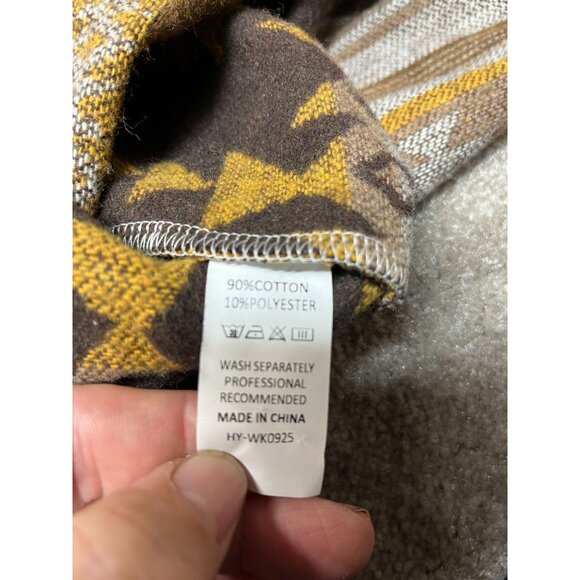 90%COTTON
10%POLYESTER
WASH SEPARATELY
PROFESSIONAL
RECOMMENDED
MADE IN CHINA
HY-WK0925